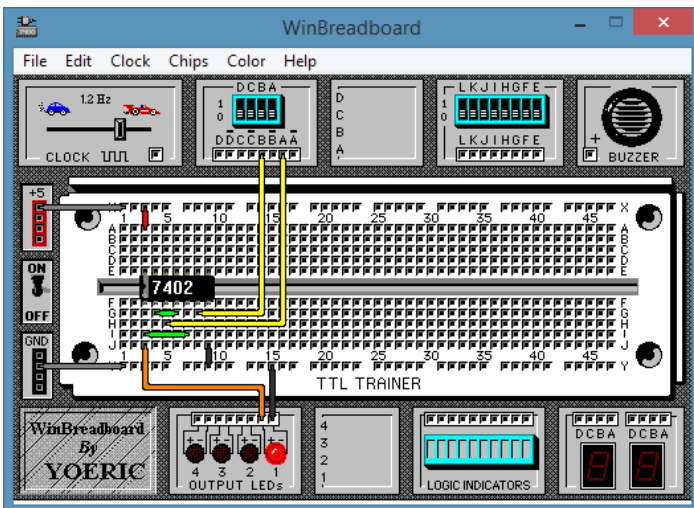 WinBreadboard
File Edit Clock Chips Color Help
1.2 Hz
CLOCK
DCBA
1
0
DDCCBBAA
D
C
B
A
LKJIHGFE
1
0
LKJIHGFE
+
BUZZER
+5
X
1 5 10 15 20 25 30 35 40 45 X
A A
B B
C C
D D
E E
ON
OFF
7402
F F
G G
H H
I I
J J
GND
1 5 10 15 20 25 30 35 40 45 Y
TTL TRAINER
WinBreadboard
By
YOERIC
+- +- +- +-
4 3 2 1
OUTPUT LEDs
4
3
2
1
LOGIC INDICATORS
DCBA DCBA